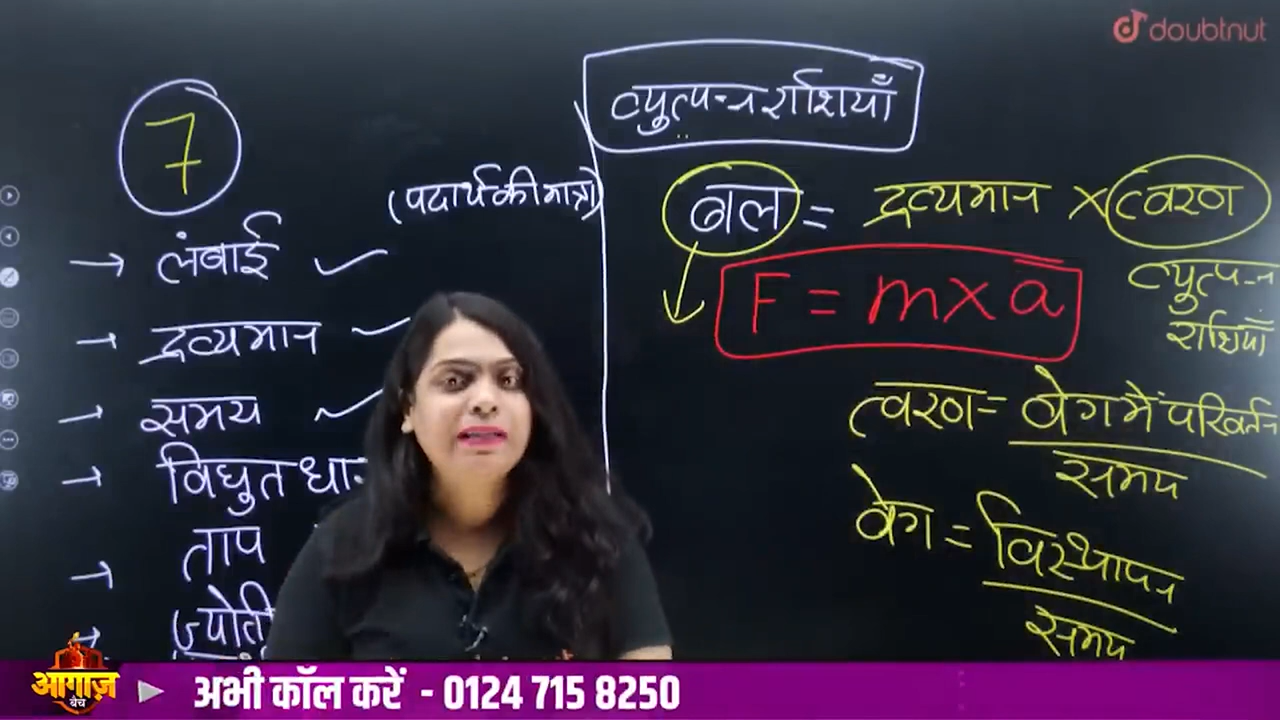 doubtnut
7
लंबाई
(पदार्थ की मात्रा)
द्रव्यमान
समय
विघुत धा
ताप
ज्योती
व्युत्पन्न राशियाँ
बल = द्रव्यमान × त्वरण
व्युत्पन्न
राशियाँ
F = m × a
त्वरण = वेग में परिवर्तन
समय
वेग = विस्थापन
समय
आगाज़
बैच
अभी कॉल करें - 0124 715 8250